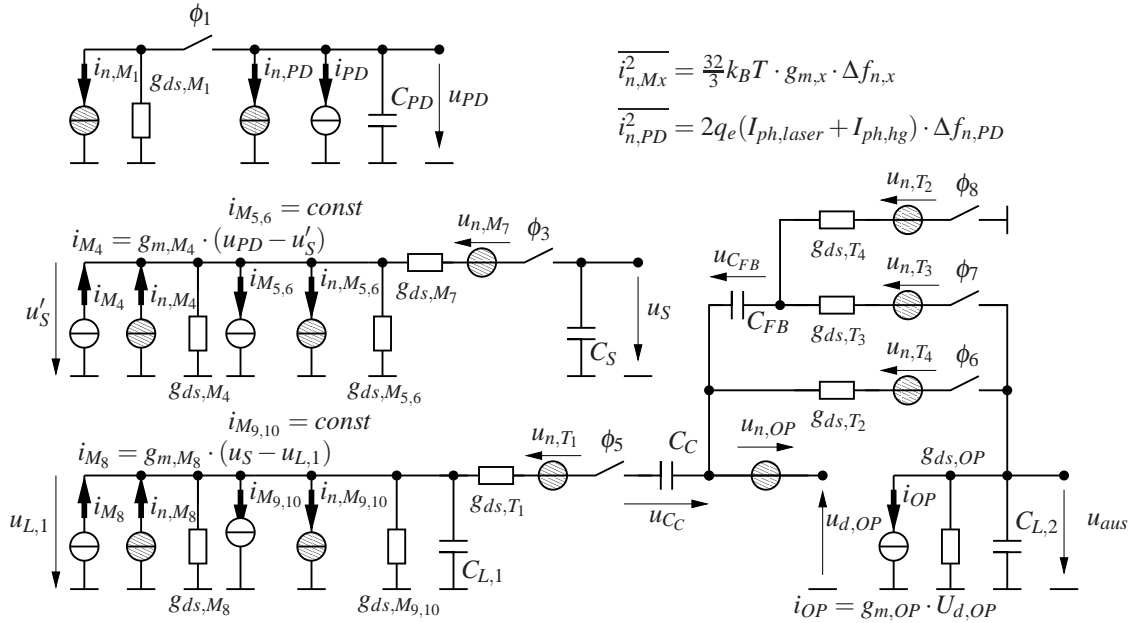 ϕ₁
i_{n,M₁}
g_{ds,M₁}
i_{n,PD}
i_{PD}
C_{PD}
u_{PD}
\overline{i²_{n,Mx}} = 32/3 k_B T · g_{m,x} · Δf_{n,x}
\overline{i²_{n,PD}} = 2q_e(I_{ph,laser} + I_{ph,hg}) · Δf_{n,PD}
i_{M₅,₆} = const
i_{M₄} = g_{m,M₄} · (u_{PD} − u′_S)
u_{n,M₇}
ϕ₃
u′_S
i_{M₄}
i_{n,M₄}
g_{ds,M₄}
i_{M₅,₆}
i_{n,M₅,₆}
g_{ds,M₅,₆}
g_{ds,M₇}
C_S
u_S
u_{n,T₂}
ϕ₈
g_{ds,T₄}
u_{C_{FB}}
C_{FB}
u_{n,T₃}
ϕ₇
g_{ds,T₃}
u_{n,T₄}
ϕ₆
g_{ds,T₂}
i_{M₉,₁₀} = const
i_{M₈} = g_{m,M₈} · (u_S − u_{L,1})
u_{L,1}
i_{M₈}
i_{n,M₈}
g_{ds,M₈}
i_{M₉,₁₀}
i_{n,M₉,₁₀}
g_{ds,M₉,₁₀}
C_{L,1}
g_{ds,T₁}
u_{n,T₁}
ϕ₅
C_C
u_{C_C}
u_{n,OP}
u_{d,OP}
i_{OP}
g_{ds,OP}
C_{L,2}
u_{aus}
i_{OP} = g_{m,OP} · U_{d,OP}